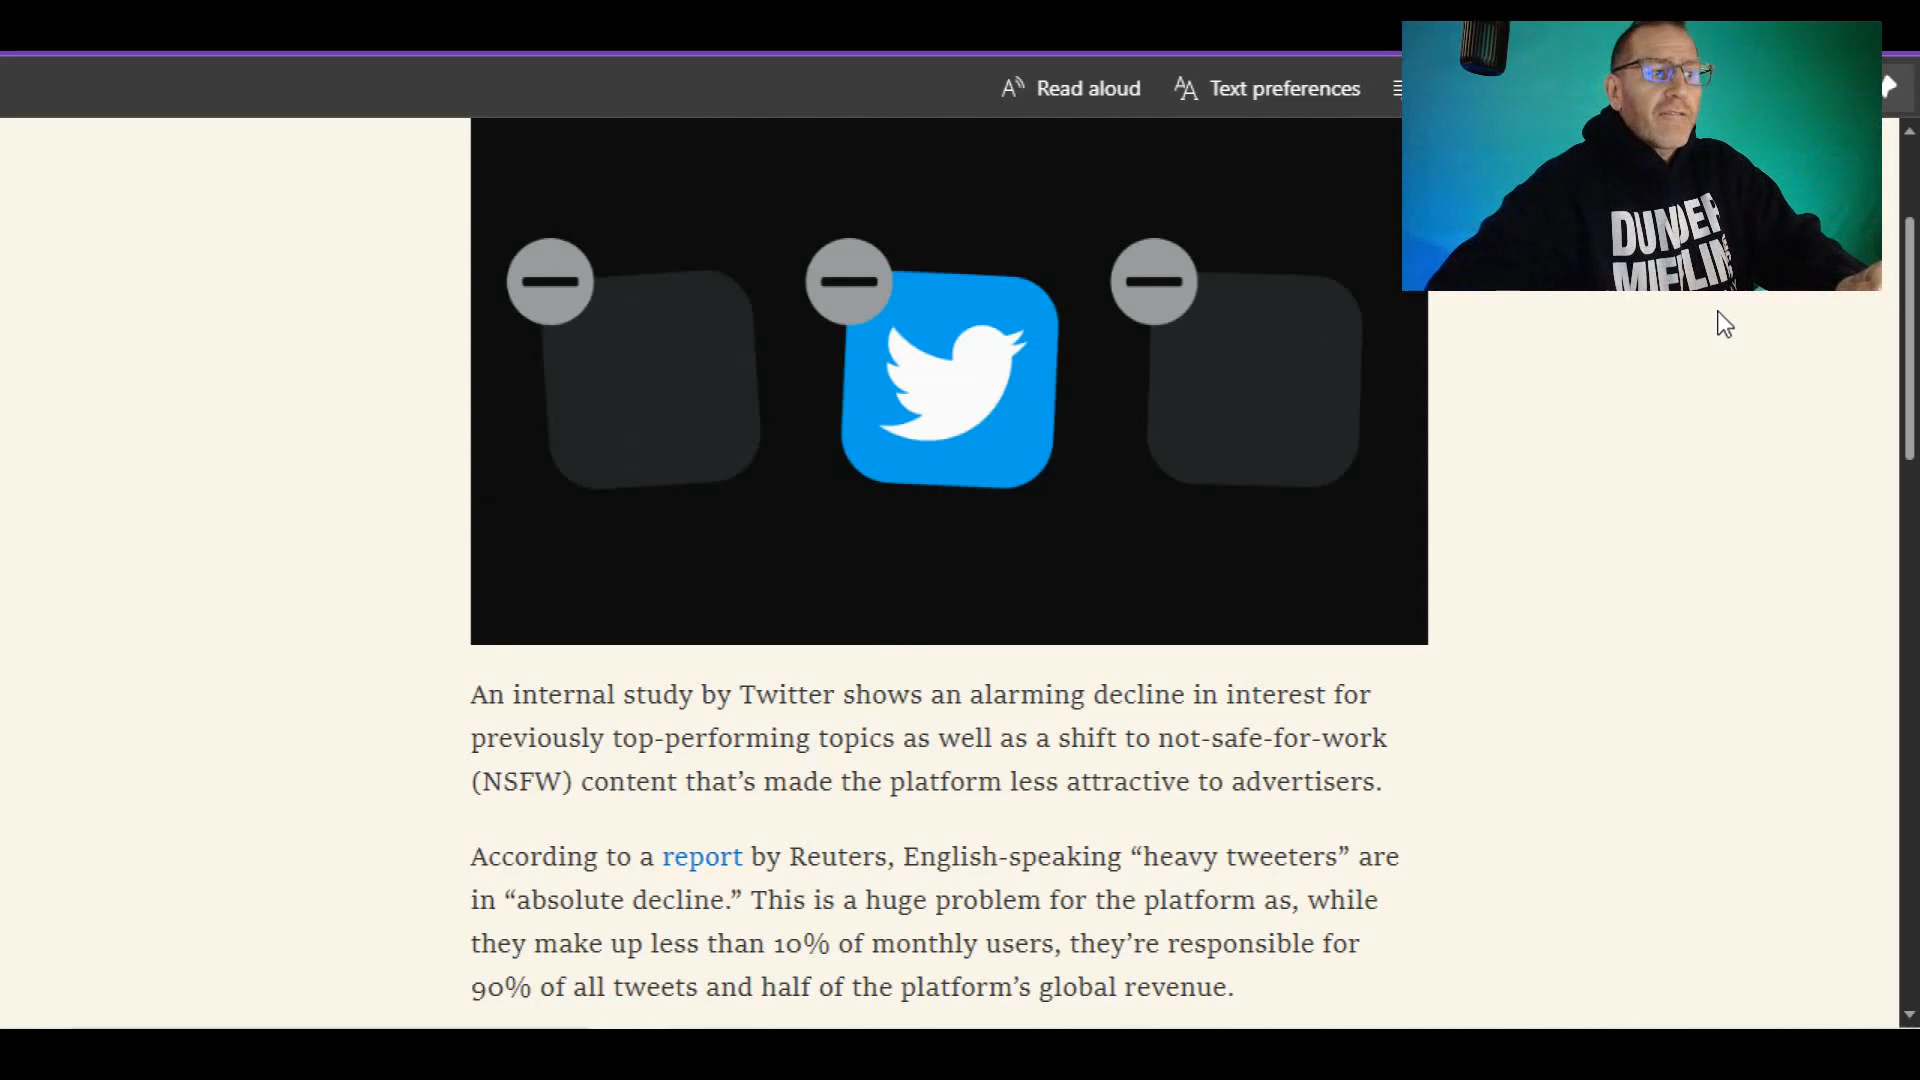 Read aloud
Text preferences
DUNDER
MIFFLIN
An internal study by Twitter shows an alarming decline in interest for
previously top-performing topics as well as a shift to not-safe-for-work
(NSFW) content that’s made the platform less attractive to advertisers.
According to a report by Reuters, English-speaking “heavy tweeters” are
in “absolute decline.” This is a huge problem for the platform as, while
they make up less than 10% of monthly users, they’re responsible for
90% of all tweets and half of the platform’s global revenue.